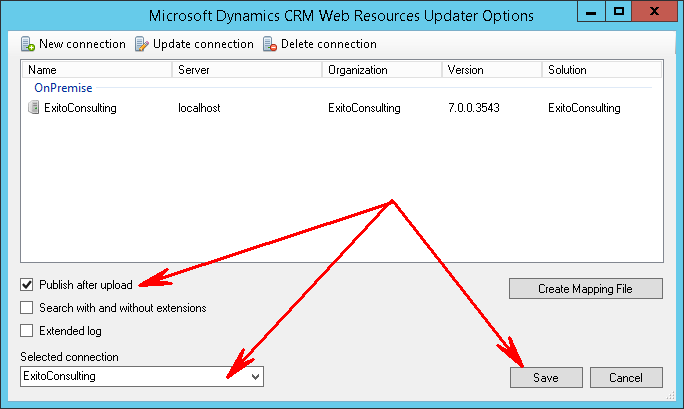 Microsoft Dynamics CRM Web Resources Updater Options
New connection Update connection Delete connection
Name Server Organization Version Solution
OnPremise
ExitoConsulting localhost ExitoConsulting 7.0.0.3543 ExitoConsulting
Publish after upload
Create Mapping File
Search with and without extensions
Extended log
Selected connection
ExitoConsulting
Save Cancel